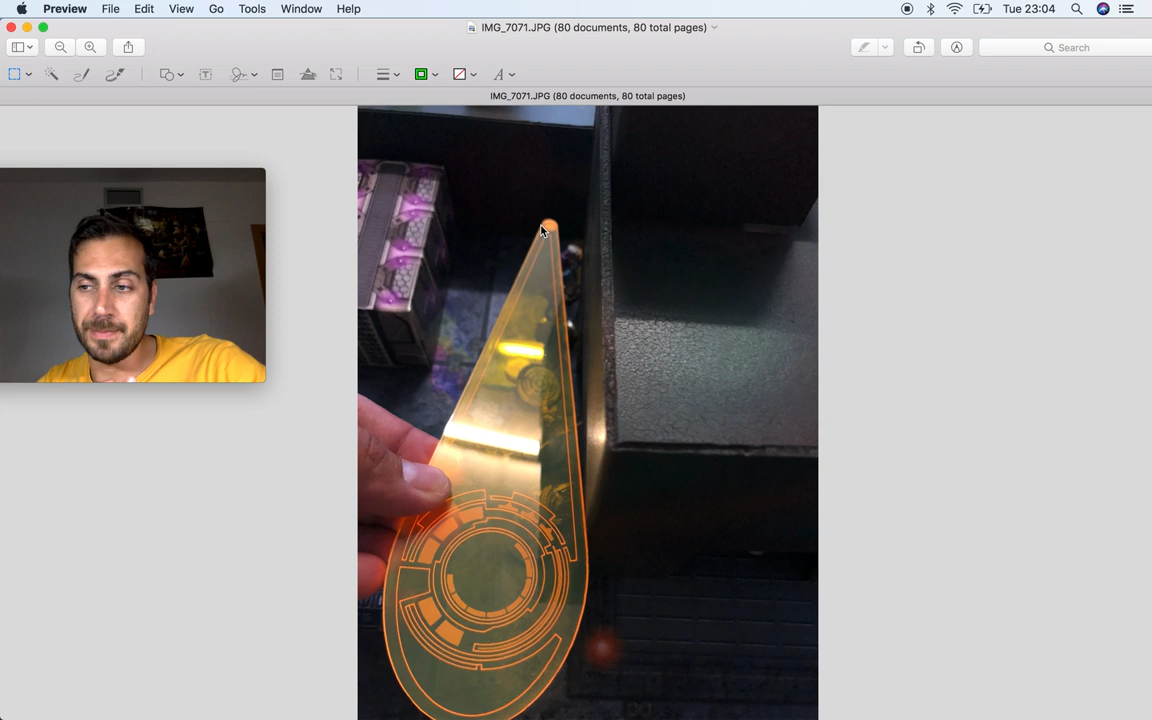 Preview File Edit View Go Tools Window Help Tue 23:04
IMG_7071.JPG (80 documents, 80 total pages)
Search
IMG_7071.JPG (80 documents, 80 total pages)